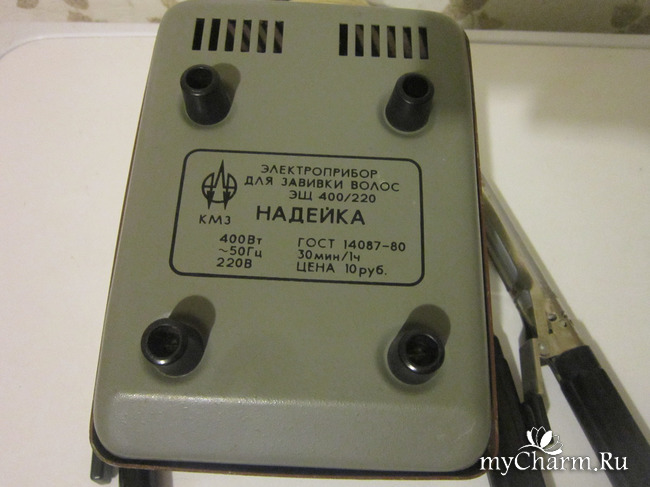 ЭЛЕКТРОПРИБОР
ДЛЯ ЗАВИВКИ ВОЛОС
ЭЩ 400/220
КМЗ НАДЕЙКА
400Вт ГОСТ 14087-80
~50Гц 30мин/1ч
220В ЦЕНА 10руб.
myCharm.Ru